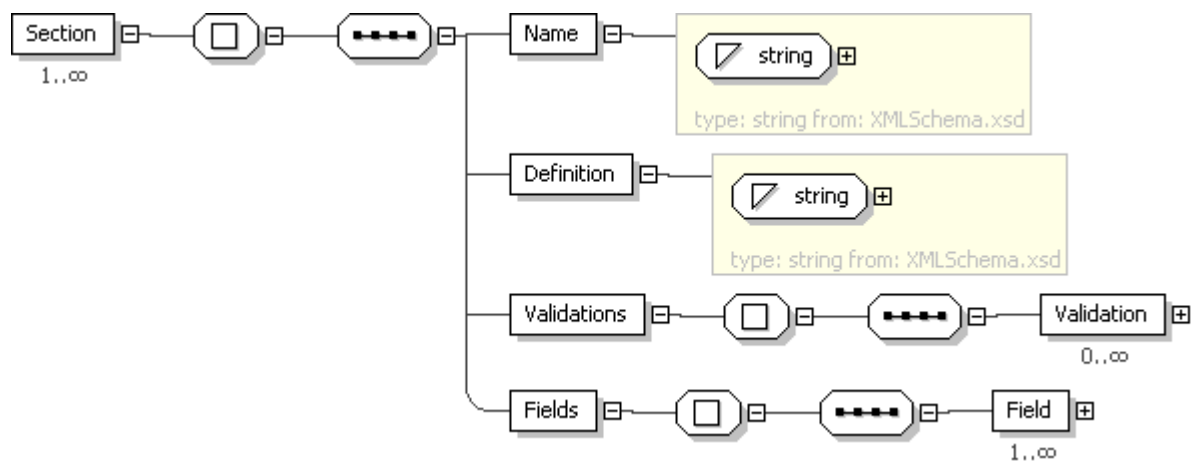 Section
1..∞
Name
string
type: string from: XMLSchema.xsd
Definition
string
type: string from: XMLSchema.xsd
Validations
Validation
0..∞
Fields
Field
1..∞